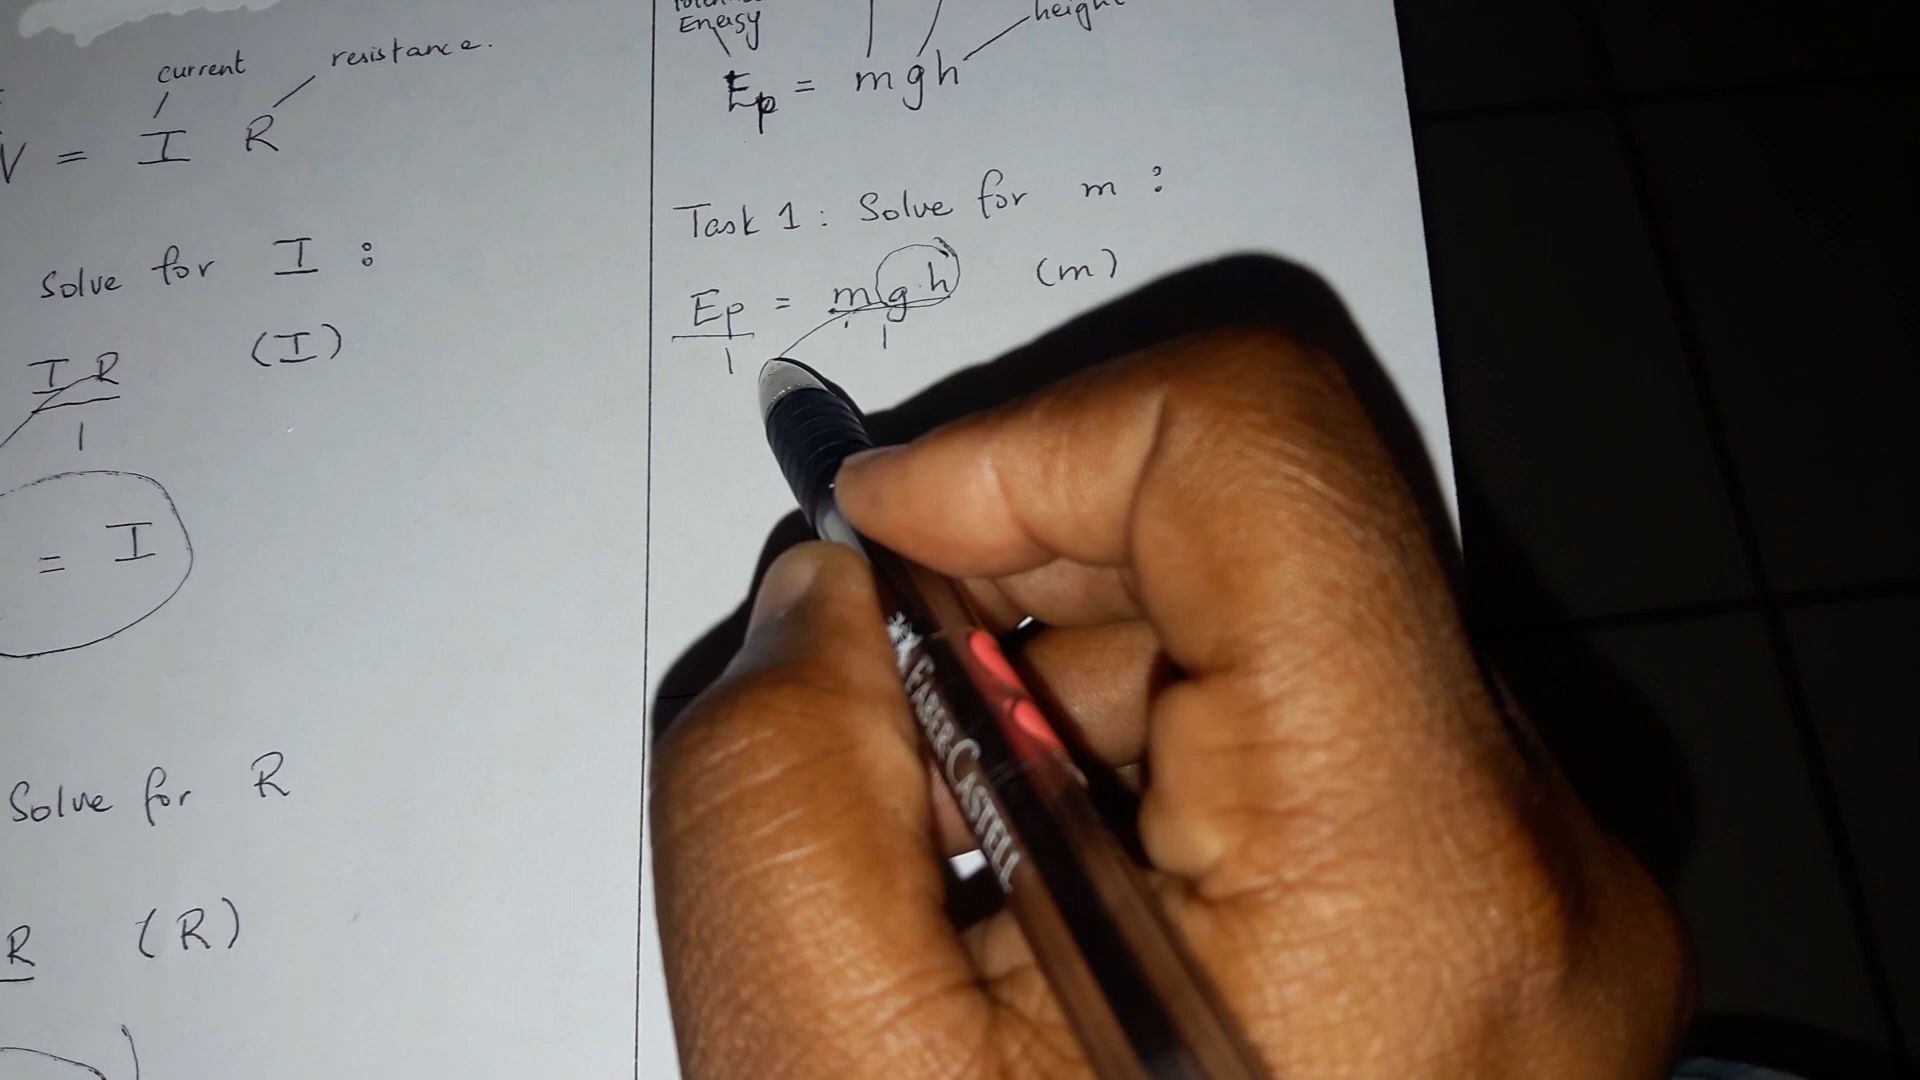 current
resistance.
V = I R
Solve for I :
I R (I)
1
= I
Solve for R
R (R)
Energy
height
Ep = mgh
Task 1 : Solve for m :
Ep = mg.h (m)
1 1
FABER-CASTELL